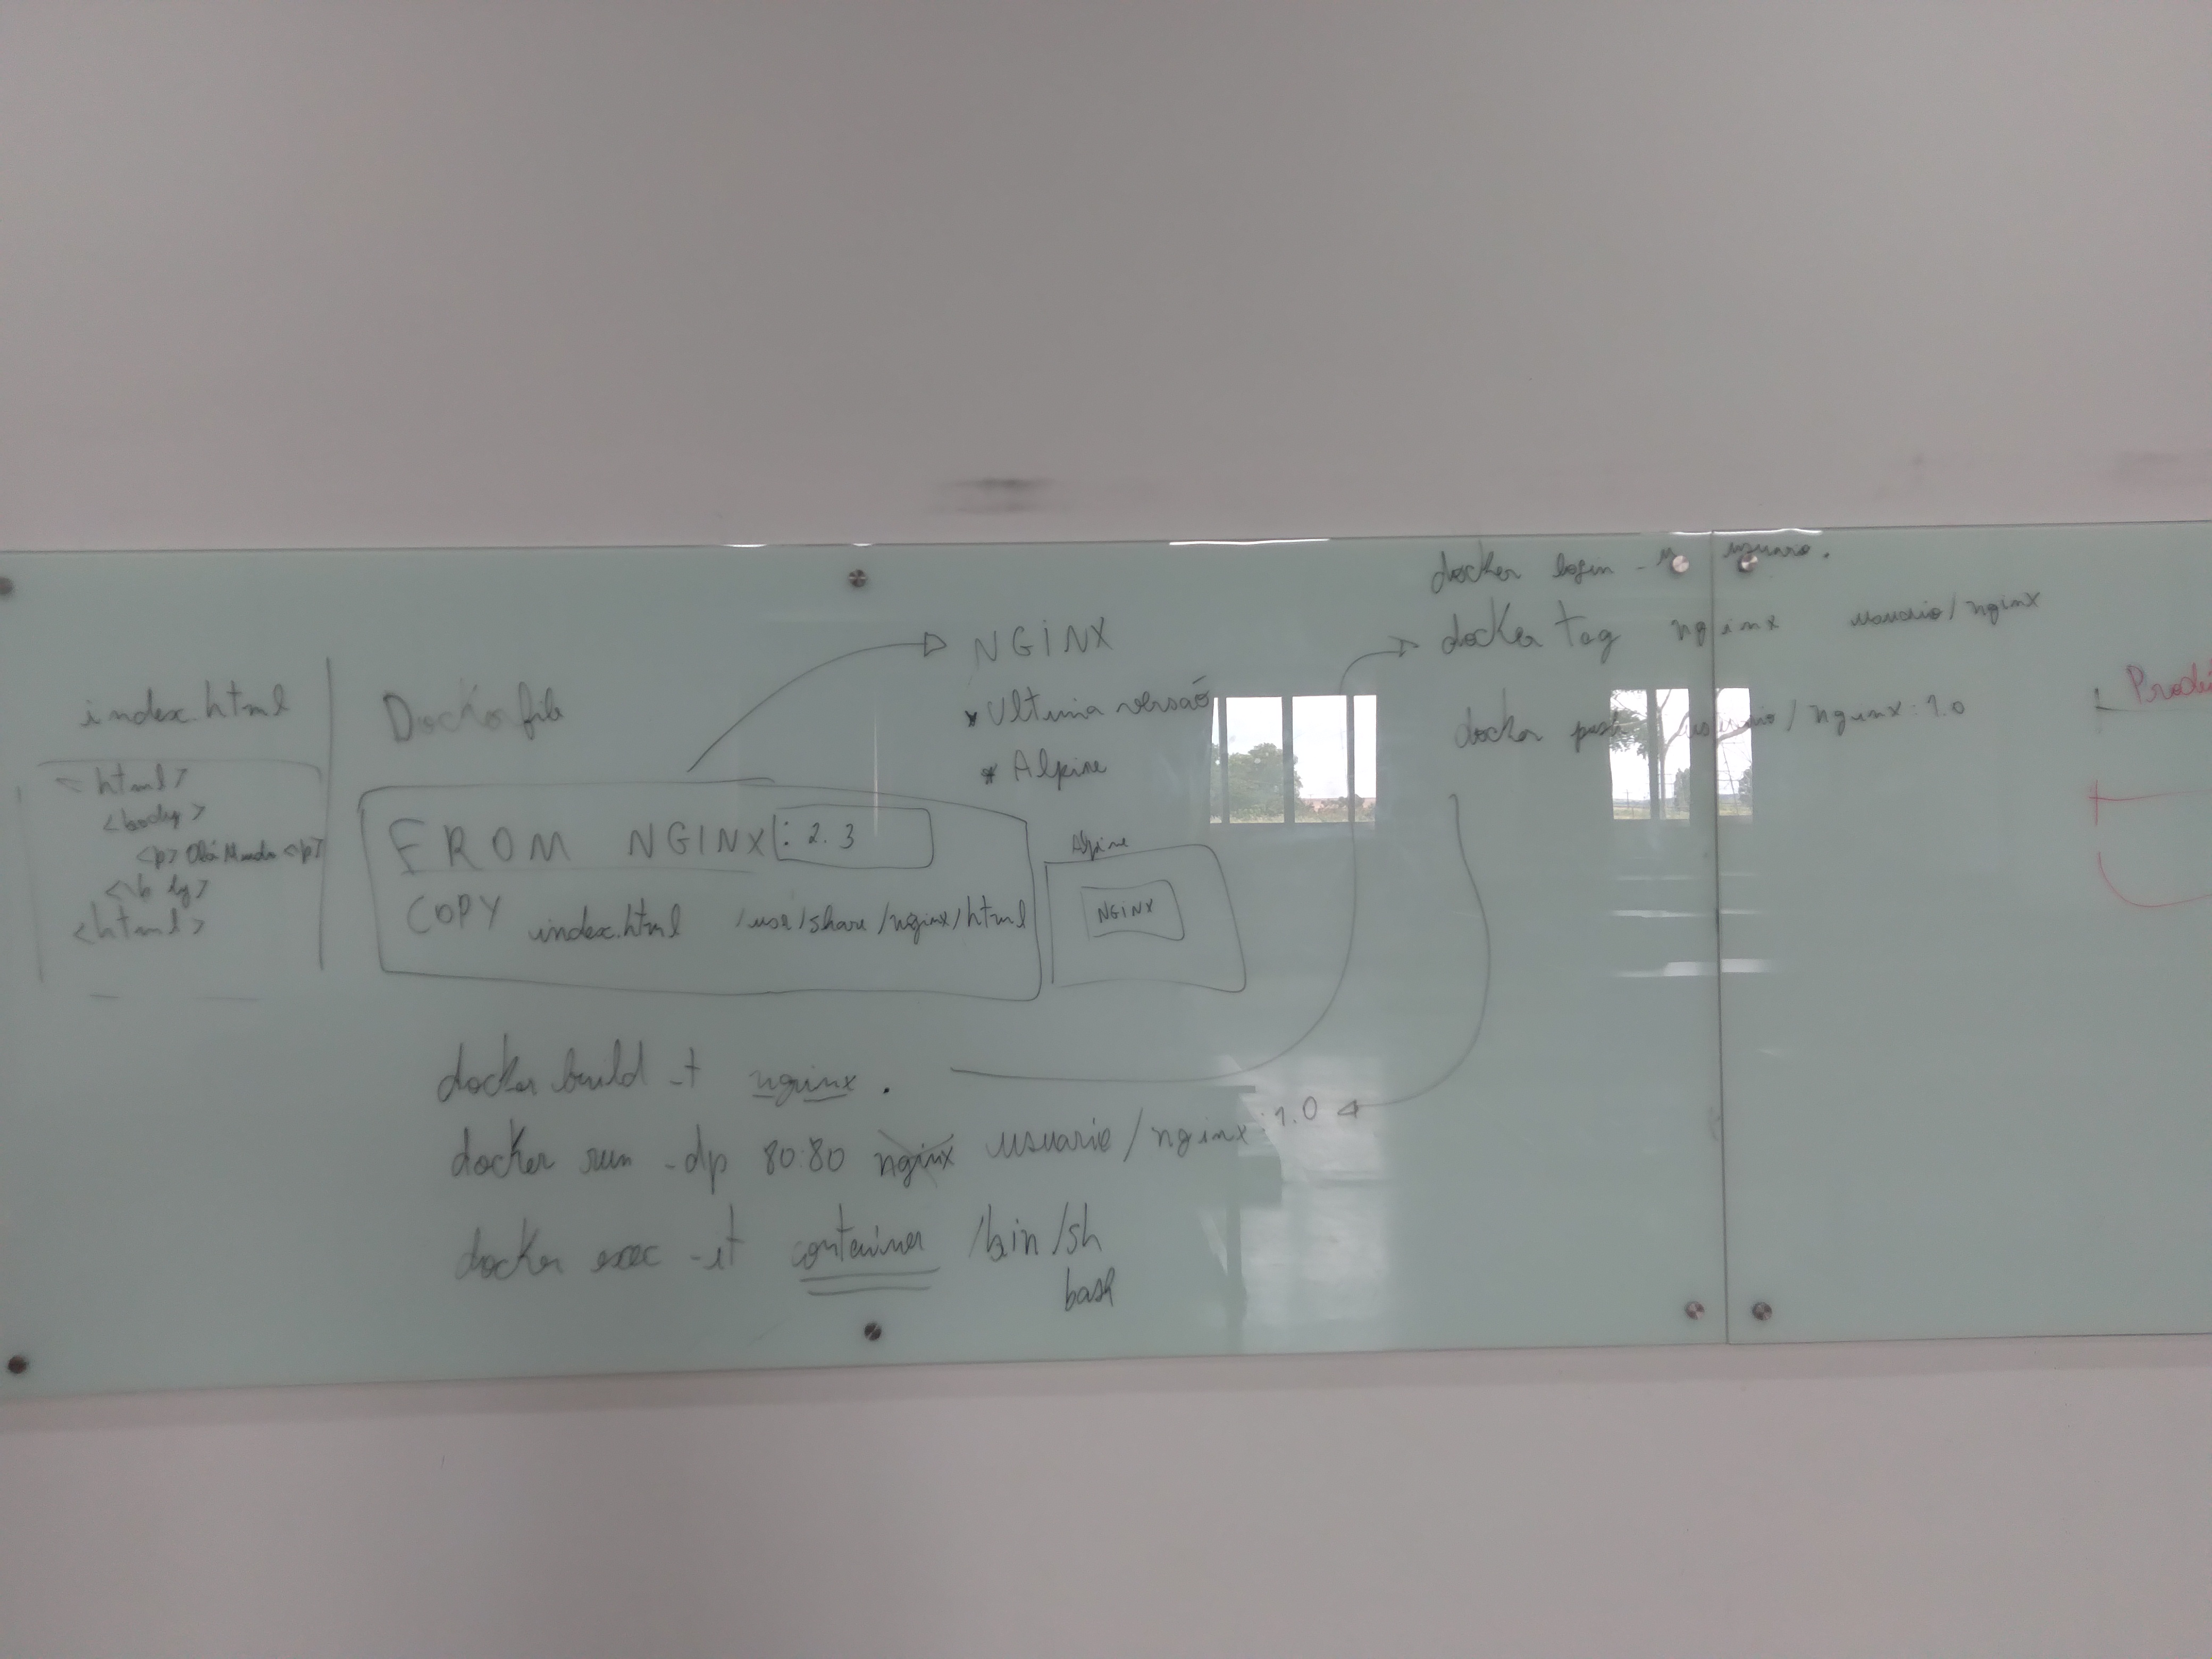 index.html
<html>
<body>
<p> Olá Mundo <p>
<html>
Dockerfile
FROM NGINX : 2.3
COPY index.html /usr/share/nginx/html
NGINX
* Ultima versão
* Alpine
Alpine
NGINX
docker build -t nginx .
docker run -dp 80:80 nginx usuario/nginx:1.0
docker exec -it container /bin/sh
bash
docker login -u usuario.
docker tag nginx usuario/nginx
docker push usuario/nginx:1.0